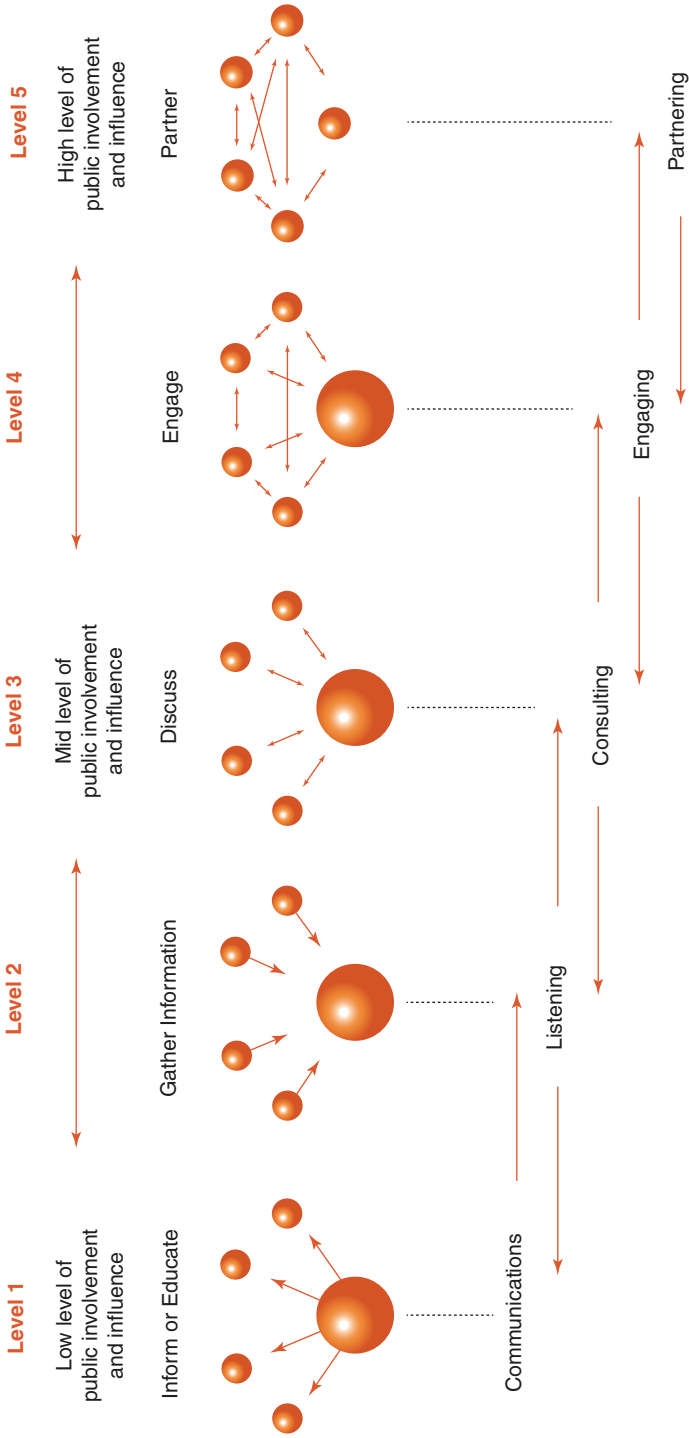 Level 1
Low level of
public involvement
and influence
Inform or Educate
Communications
Level 2
Gather Information
Listening
Level 3
Mid level of
public involvement
and influence
Discuss
Consulting
Level 4
Engage
Engaging
Level 5
High level of
public involvement
and influence
Partner
Partnering